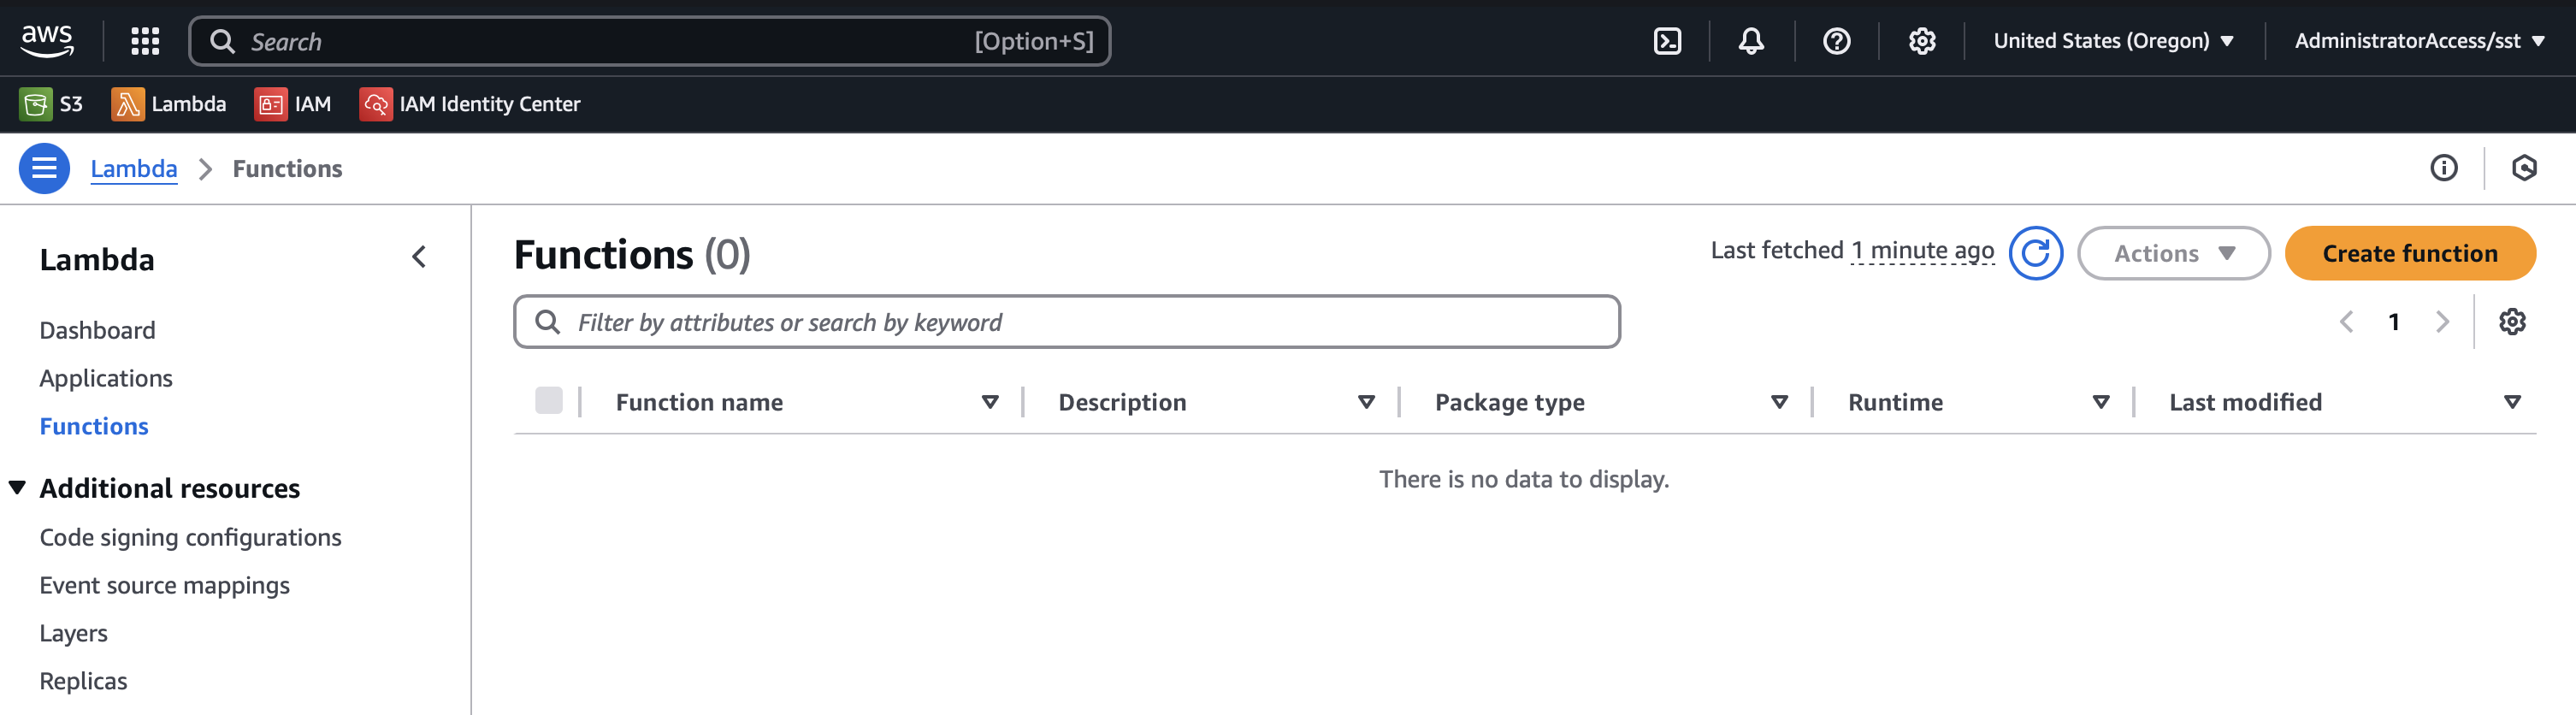 aws
Search [Option+S]
United States (Oregon)
AdministratorAccess/sst
S3 Lambda IAM IAM Identity Center
Lambda Functions
Lambda
Dashboard
Applications
Functions
Additional resources
Code signing configurations
Event source mappings
Layers
Replicas
Functions (0)
Last fetched 1 minute ago
Actions
Create function
Filter by attributes or search by keyword
1
Function name Description Package type Runtime Last modified
There is no data to display.